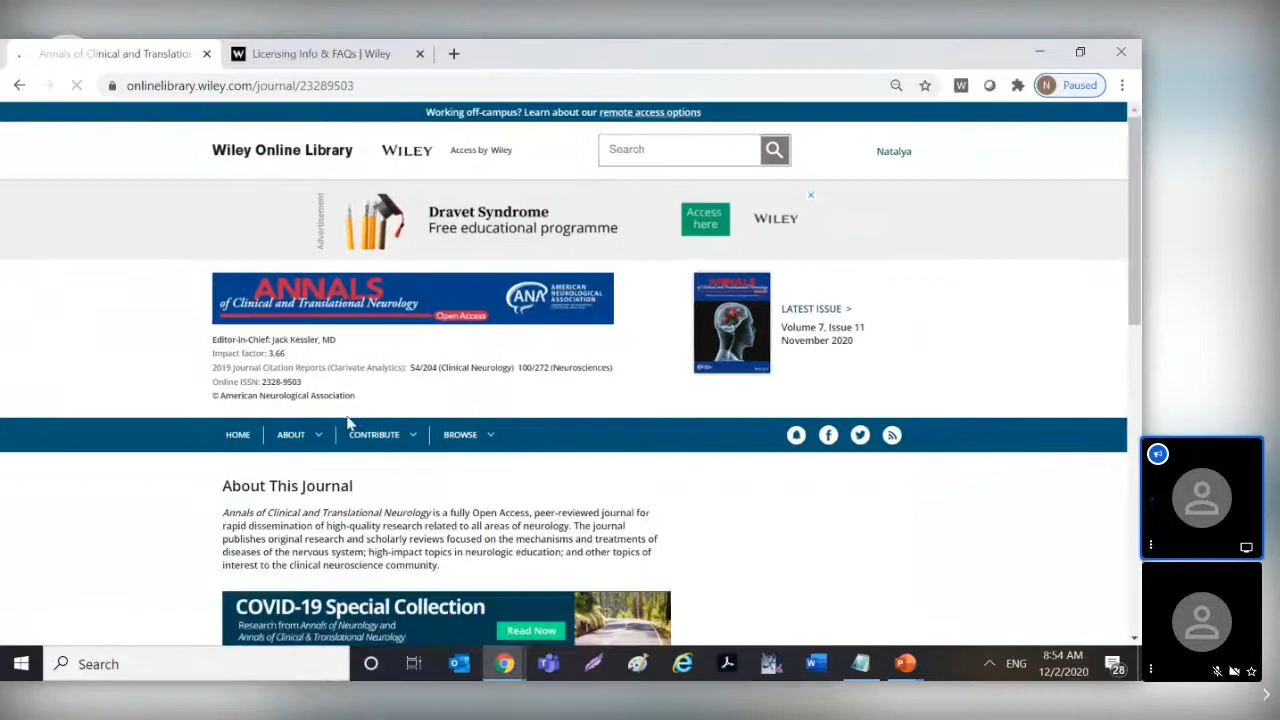 Annals of Clinical and Translation
Licensing Info & FAQs | Wiley
onlinelibrary.wiley.com/journal/23289503
W
N
Paused
Working off-campus? Learn about our remote access options
Wiley Online Library
WILEY
Access by Wiley
Search
Natalya
Advertisement
Dravet Syndrome
Free educational programme
Access
here
WILEY
ANNALS
of Clinical and Translational Neurology
Open Access
ANA
AMERICAN
NEUROLOGICAL
ASSOCIATION
LATEST ISSUE >
Volume 7, Issue 11
November 2020
Editor-in-Chief: Jack Kessler, MD
Impact factor: 3.66
2019 Journal Citation Reports (Clarivate Analytics): 54/204 (Clinical Neurology) 100/272 (Neurosciences)
Online ISSN: 2328-9503
© American Neurological Association
HOME
ABOUT
CONTRIBUTE
BROWSE
About This Journal
Annals of Clinical and Translational Neurology is a fully Open Access, peer-reviewed journal for
rapid dissemination of high-quality research related to all areas of neurology. The journal
publishes original research and scholarly reviews focused on the mechanisms and treatments of
diseases of the nervous system; high-impact topics in neurologic education; and other topics of
interest to the clinical neuroscience community.
COVID-19 Special Collection
Research from Annals of Neurology and
Annals of Clinical & Translational Neurology
Read Now
Search
ENG
8:54 AM
12/2/2020
28